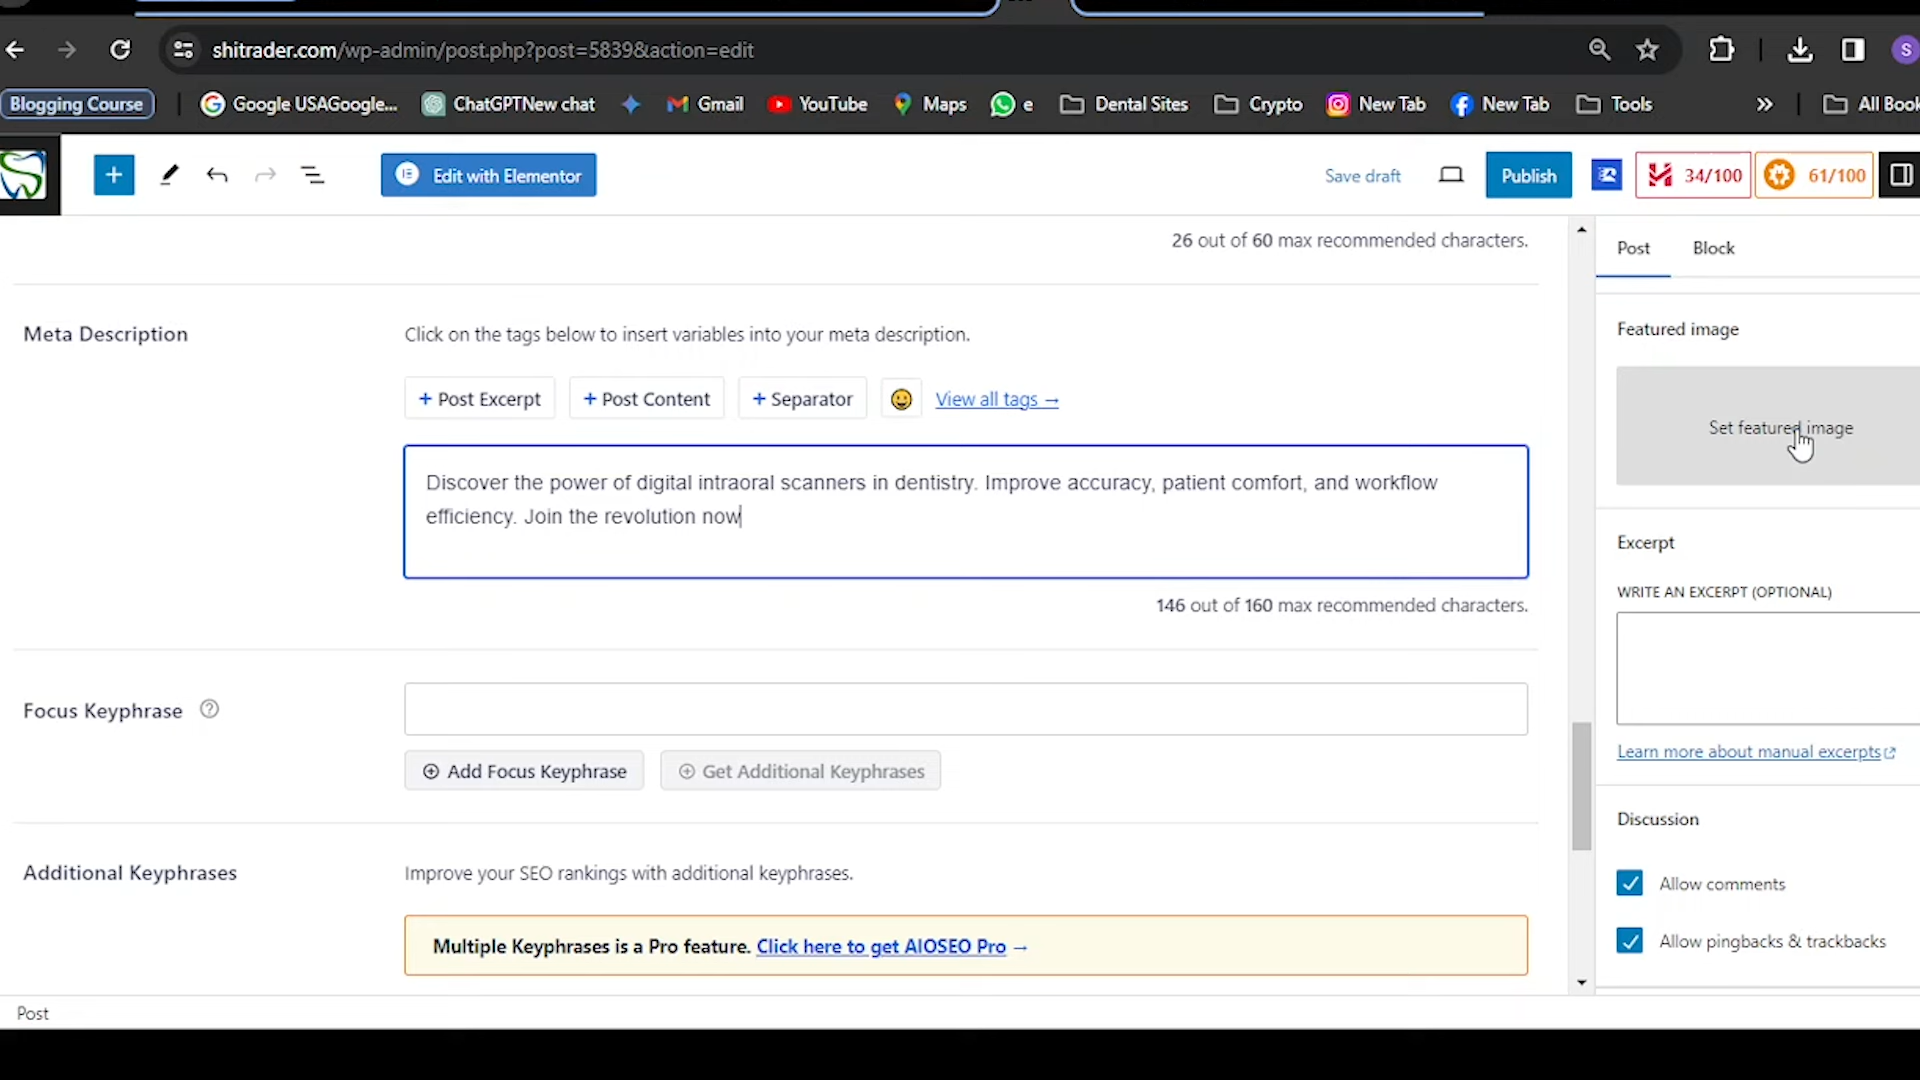 shitrader.com/wp-admin/post.php?post=5839&action=edit
S
Blogging Course
Google USAGoogle...
ChatGPTNew chat
Gmail
YouTube
Maps
e
Dental Sites
Crypto
New Tab
New Tab
Tools
»
All Book
+
Edit with Elementor
Save draft
Publish
34/100
61/100
26 out of 60 max recommended characters.
Post
Block
Meta Description
Click on the tags below to insert variables into your meta description.
Featured image
+ Post Excerpt
+ Post Content
+ Separator
View all tags →
Set featured image
Discover the power of digital intraoral scanners in dentistry. Improve accuracy, patient comfort, and workflow
efficiency. Join the revolution now
Excerpt
WRITE AN EXCERPT (OPTIONAL)
146 out of 160 max recommended characters.
Focus Keyphrase
Learn more about manual excerpts
Add Focus Keyphrase
Get Additional Keyphrases
Discussion
Additional Keyphrases
Improve your SEO rankings with additional keyphrases.
Allow comments
Multiple Keyphrases is a Pro feature. Click here to get AIOSEO Pro →
Allow pingbacks & trackbacks
Post